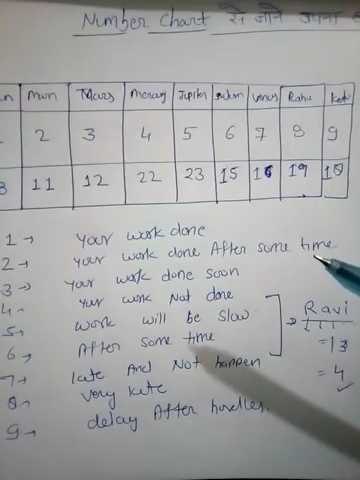 Number Chart से जाने अपना
Moon Mars Mercury Jupiter Saturn Venus Rahu Ketu
2 3 4 5 6 7 8 9
11 12 22 23 15 16 19 10
1 → Your work done
2 → Your work done After some time
3 → Your work done soon
4 → Your work Not done
5 → work will be slow
6 → After some time
7 → late And Not happen
8 → very late
9 → delay After hurdles.
Ravi
= 13
= 4